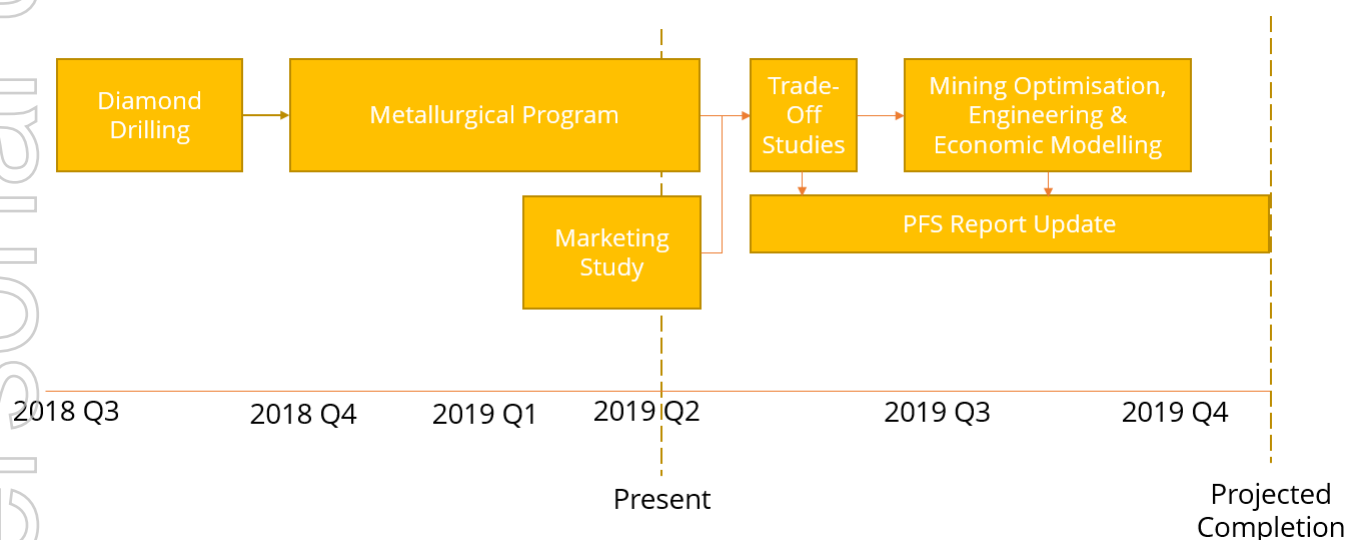 Diamond
Drilling
Metallurgical Program
Trade-
Off
Studies
Mining Optimisation,
Engineering &
Economic Modelling
Marketing
Study
PFS Report Update
2018 Q3
2018 Q4
2019 Q1
2019 Q2
2019 Q3
2019 Q4
Present
Projected
Completion